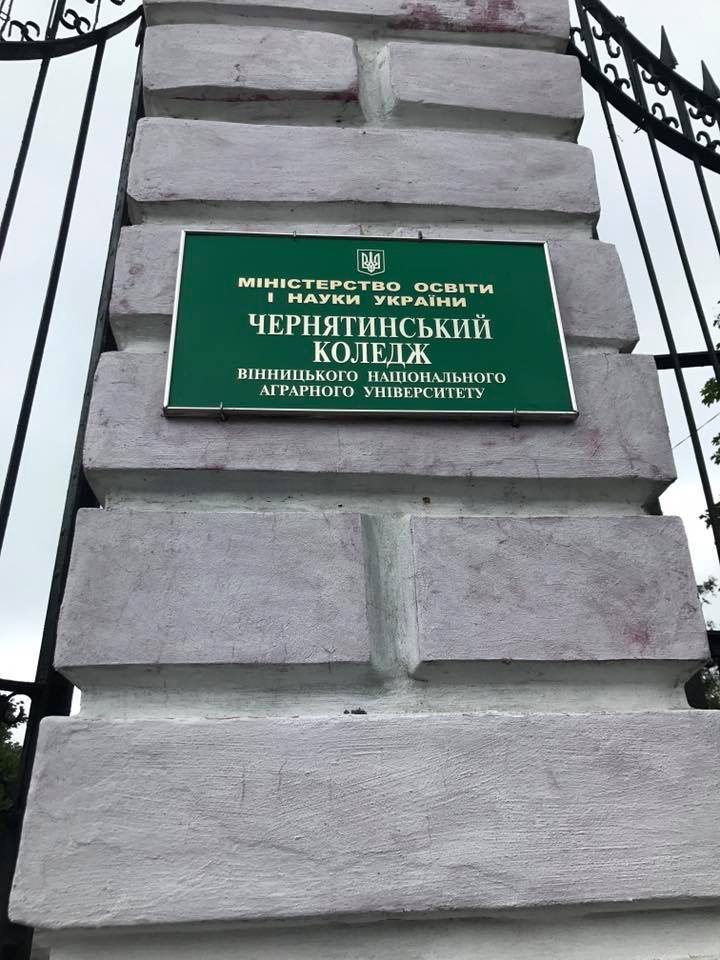 МІНІСТЕРСТВО ОСВІТИ
І НАУКИ УКРАЇНИ
ЧЕРНЯТИНСЬКИЙ
КОЛЕДЖ
ВІННИЦЬКОГО НАЦІОНАЛЬНОГО
АГРАРНОГО УНІВЕРСИТЕТУ